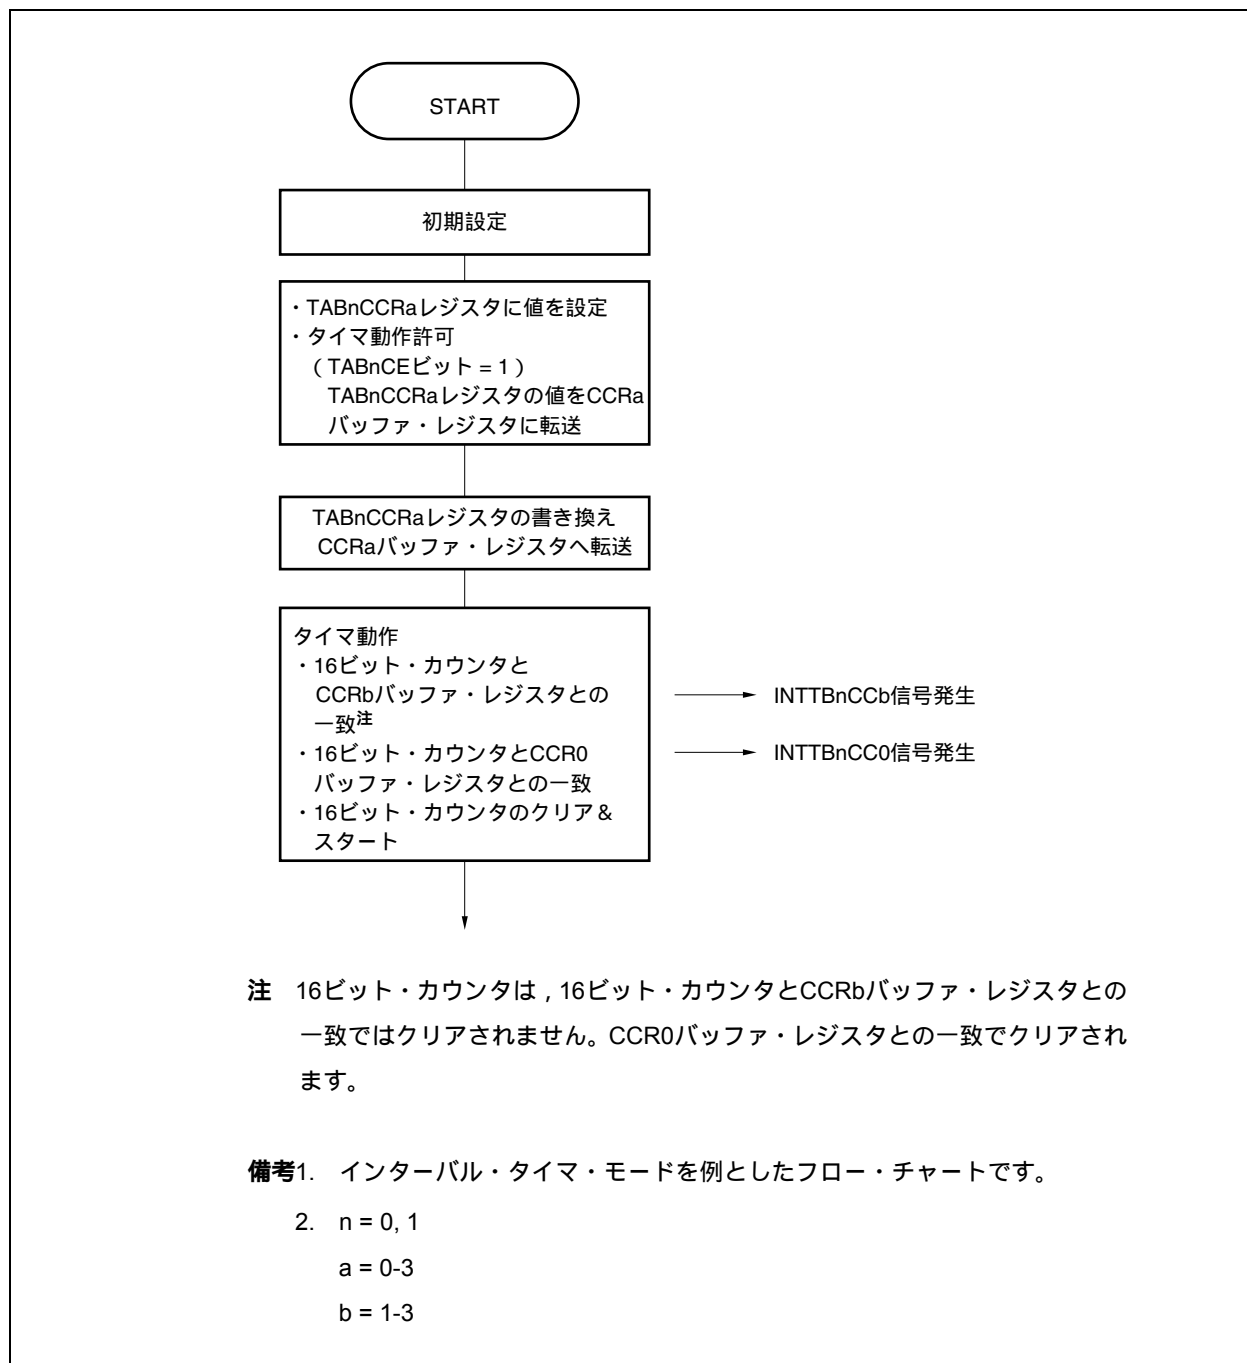 START
初期設定
・TABnCCRaレジスタに値を設定
・タイマ動作許可
（TABnCEビット = 1）
TABnCCRaレジスタの値をCCRa
バッファ・レジスタに転送
TABnCCRaレジスタの書き換え
CCRaバッファ・レジスタへ転送
タイマ動作
・16ビット・カウンタと
CCRbバッファ・レジスタとの
一致注
・16ビット・カウンタとCCR0
バッファ・レジスタとの一致
・16ビット・カウンタのクリア＆
スタート
INTTBnCCb信号発生
INTTBnCC0信号発生
注　16ビット・カウンタは，16ビット・カウンタとCCRbバッファ・レジスタとの
一致ではクリアされません。CCR0バッファ・レジスタとの一致でクリアされ
ます。
備考1.　インターバル・タイマ・モードを例としたフロー・チャートです。
2.　n = 0, 1
a = 0-3
b = 1-3